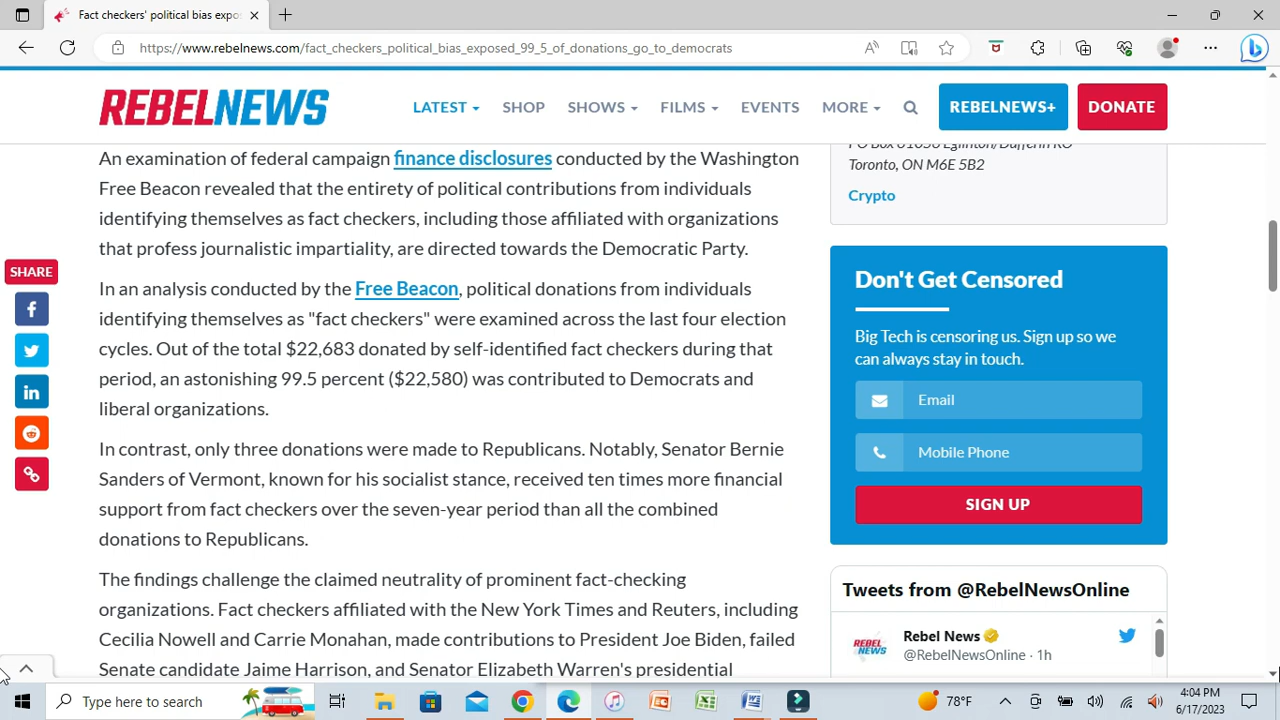 Fact checkers' political bias expo
https://www.rebelnews.com/fact_checkers_political_bias_exposed_99_5_of_donations_go_to_democrats
REBELNEWS
LATEST
SHOP
SHOWS
FILMS
EVENTS
MORE
REBELNEWS+
DONATE
An examination of federal campaign finance disclosures conducted by the Washington
Free Beacon revealed that the entirety of political contributions from individuals
identifying themselves as fact checkers, including those affiliated with organizations
that profess journalistic impartiality, are directed towards the Democratic Party.
In an analysis conducted by the Free Beacon, political donations from individuals
identifying themselves as "fact checkers" were examined across the last four election
cycles. Out of the total $22,683 donated by self-identified fact checkers during that
period, an astonishing 99.5 percent ($22,580) was contributed to Democrats and
liberal organizations.
In contrast, only three donations were made to Republicans. Notably, Senator Bernie
Sanders of Vermont, known for his socialist stance, received ten times more financial
support from fact checkers over the seven-year period than all the combined
donations to Republicans.
The findings challenge the claimed neutrality of prominent fact-checking
organizations. Fact checkers affiliated with the New York Times and Reuters, including
Cecilia Nowell and Carrie Monahan, made contributions to President Joe Biden, failed
Senate candidate Jaime Harrison, and Senator Elizabeth Warren's presidential
SHARE
Toronto, ON M6E 5B2
Crypto
Don't Get Censored
Big Tech is censoring us. Sign up so we
can always stay in touch.
Email
Mobile Phone
SIGN UP
Tweets from @RebelNewsOnline
Rebel News
@RebelNewsOnline · 1h
Type here to search
78°F
4:04 PM
6/17/2023